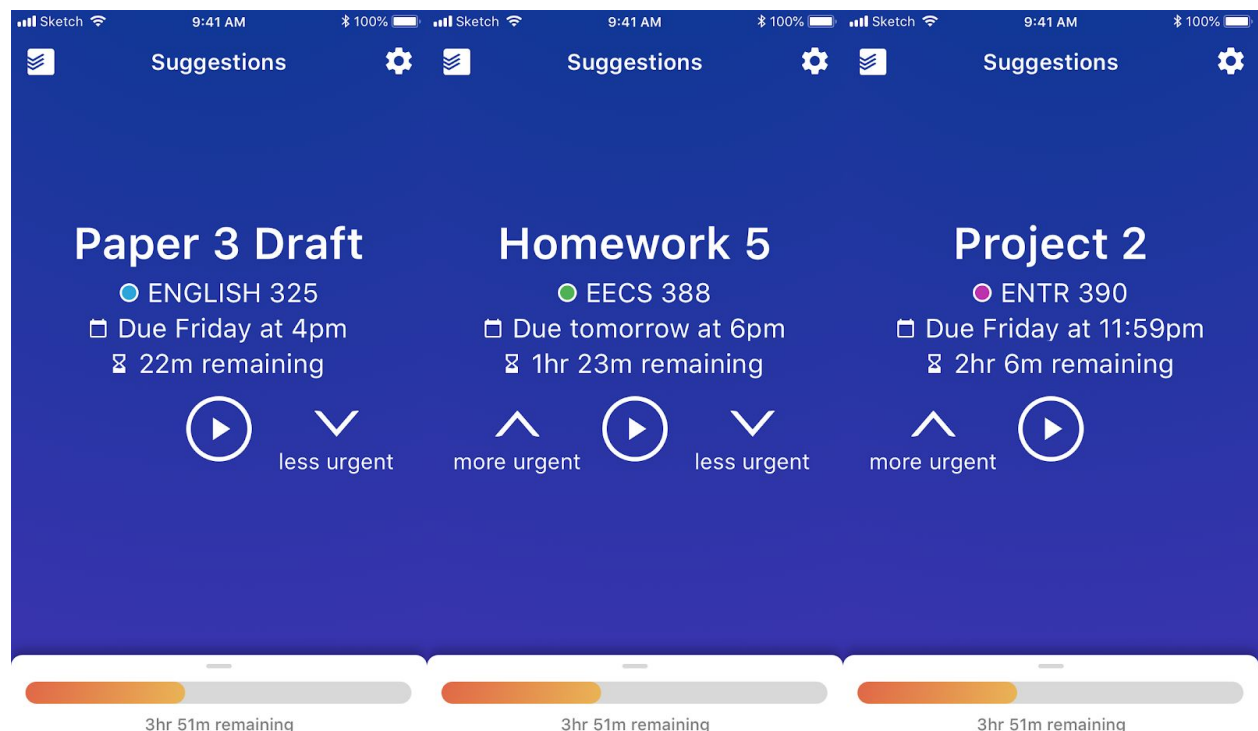 Sketch 9:41 AM 100%
Suggestions
Paper 3 Draft
ENGLISH 325
Due Friday at 4pm
22m remaining
less urgent
3hr 51m remaining
Sketch 9:41 AM 100%
Suggestions
Homework 5
EECS 388
Due tomorrow at 6pm
1hr 23m remaining
more urgent less urgent
3hr 51m remaining
Sketch 9:41 AM 100%
Suggestions
Project 2
ENTR 390
Due Friday at 11:59pm
2hr 6m remaining
more urgent
3hr 51m remaining